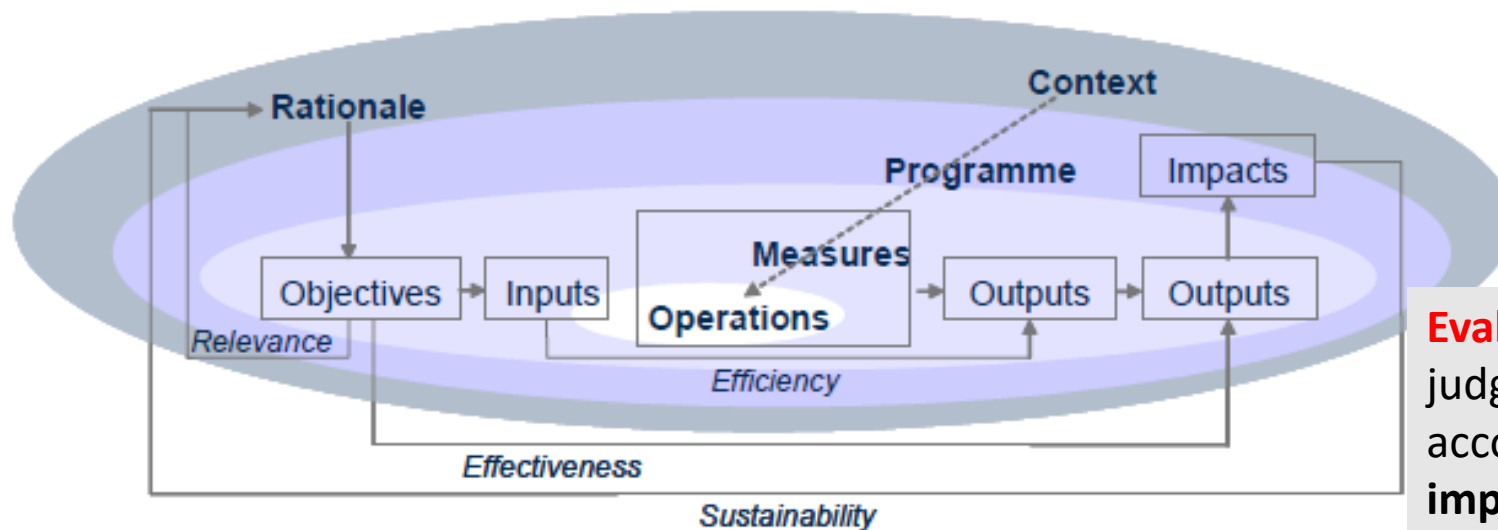 Context
Rationale
Programme
Impacts
Measures
Objectives
Inputs
Outputs
Outputs
Operations
Relevance
Efficiency
Effectiveness
Sustainability